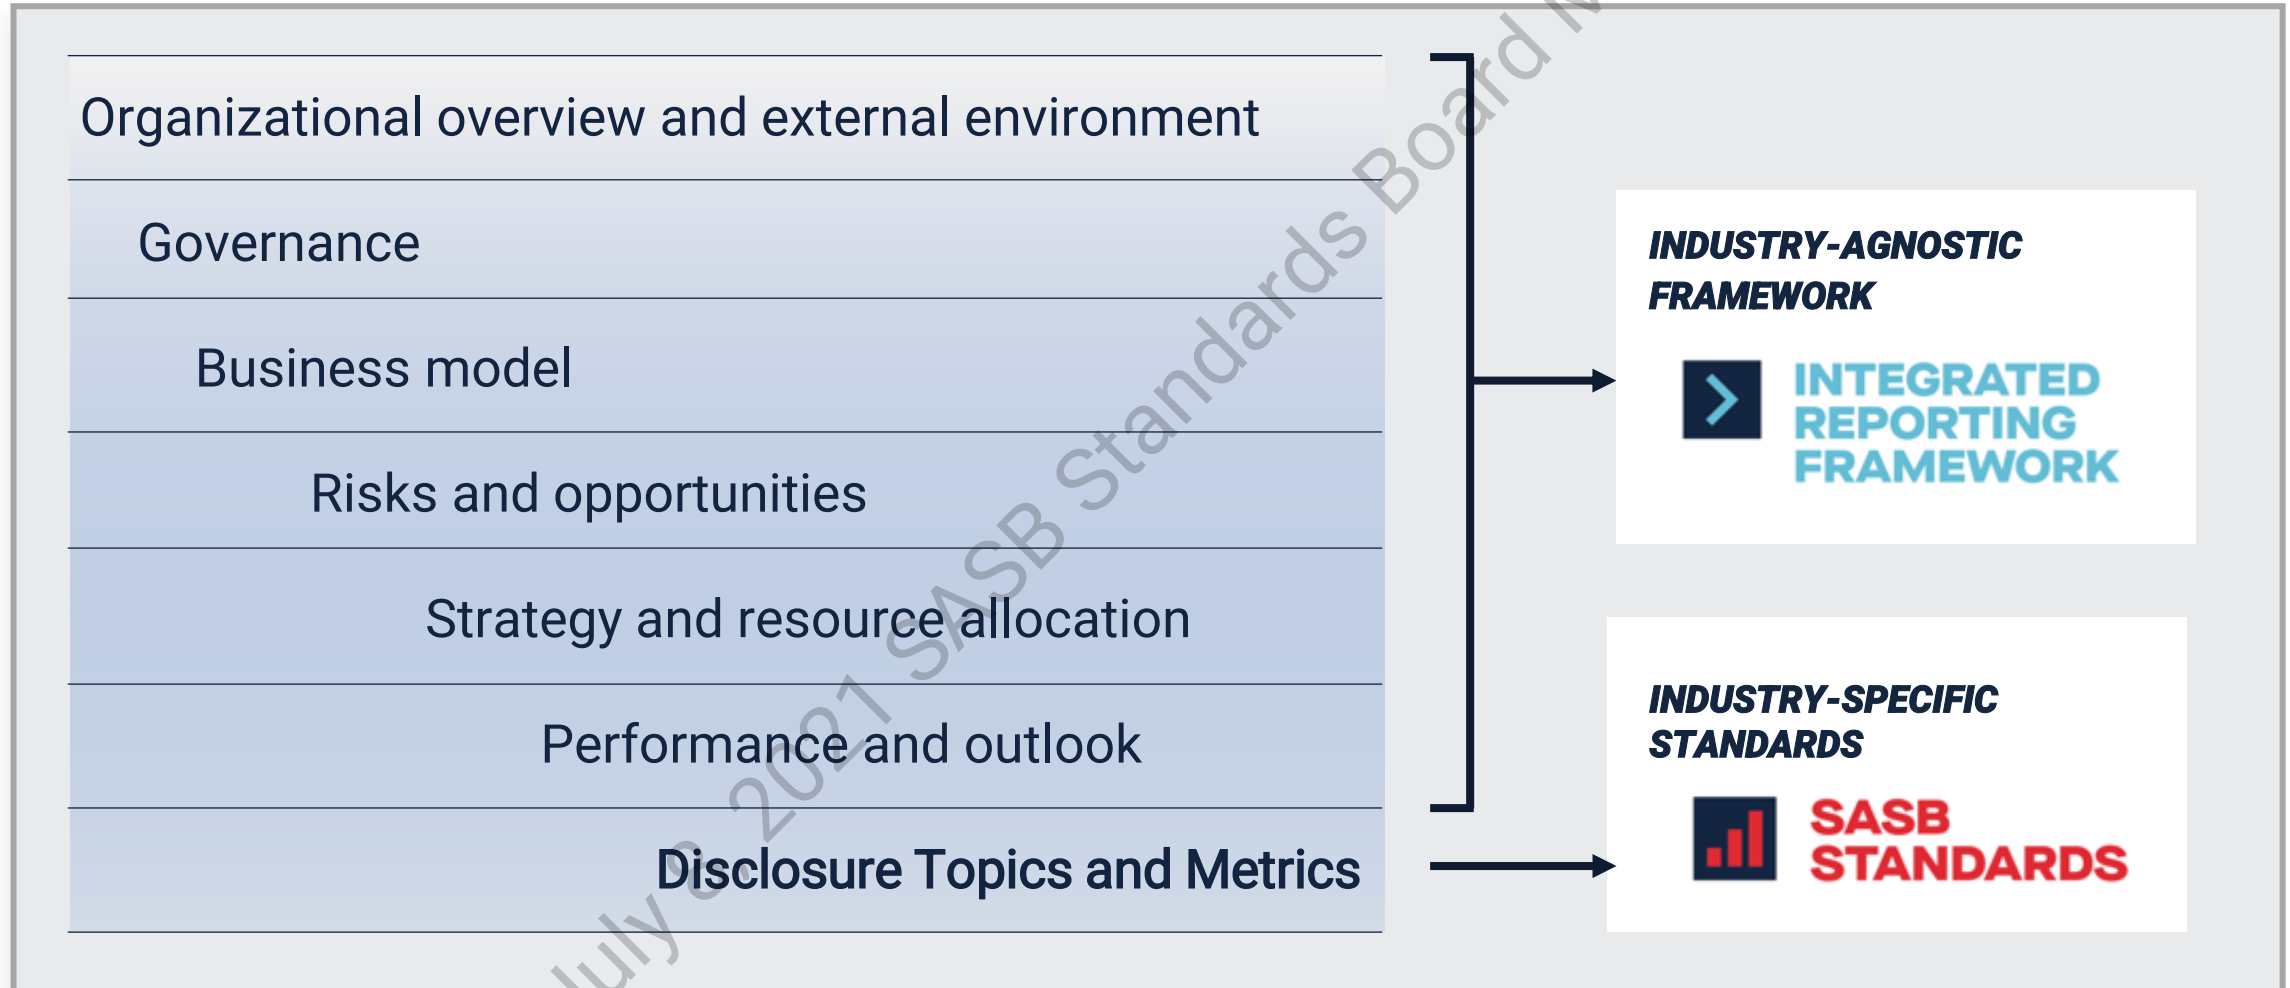 Organizational overview and external environment
Governance
Business model
Risks and opportunities
Strategy and resource allocation
Performance and outlook
Disclosure Topics and Metrics
INDUSTRY-AGNOSTIC
FRAMEWORK
INTEGRATED
REPORTING
FRAMEWORK
INDUSTRY-SPECIFIC
STANDARDS
SASB
STANDARDS
July 8, 2021 SASB Standards Board